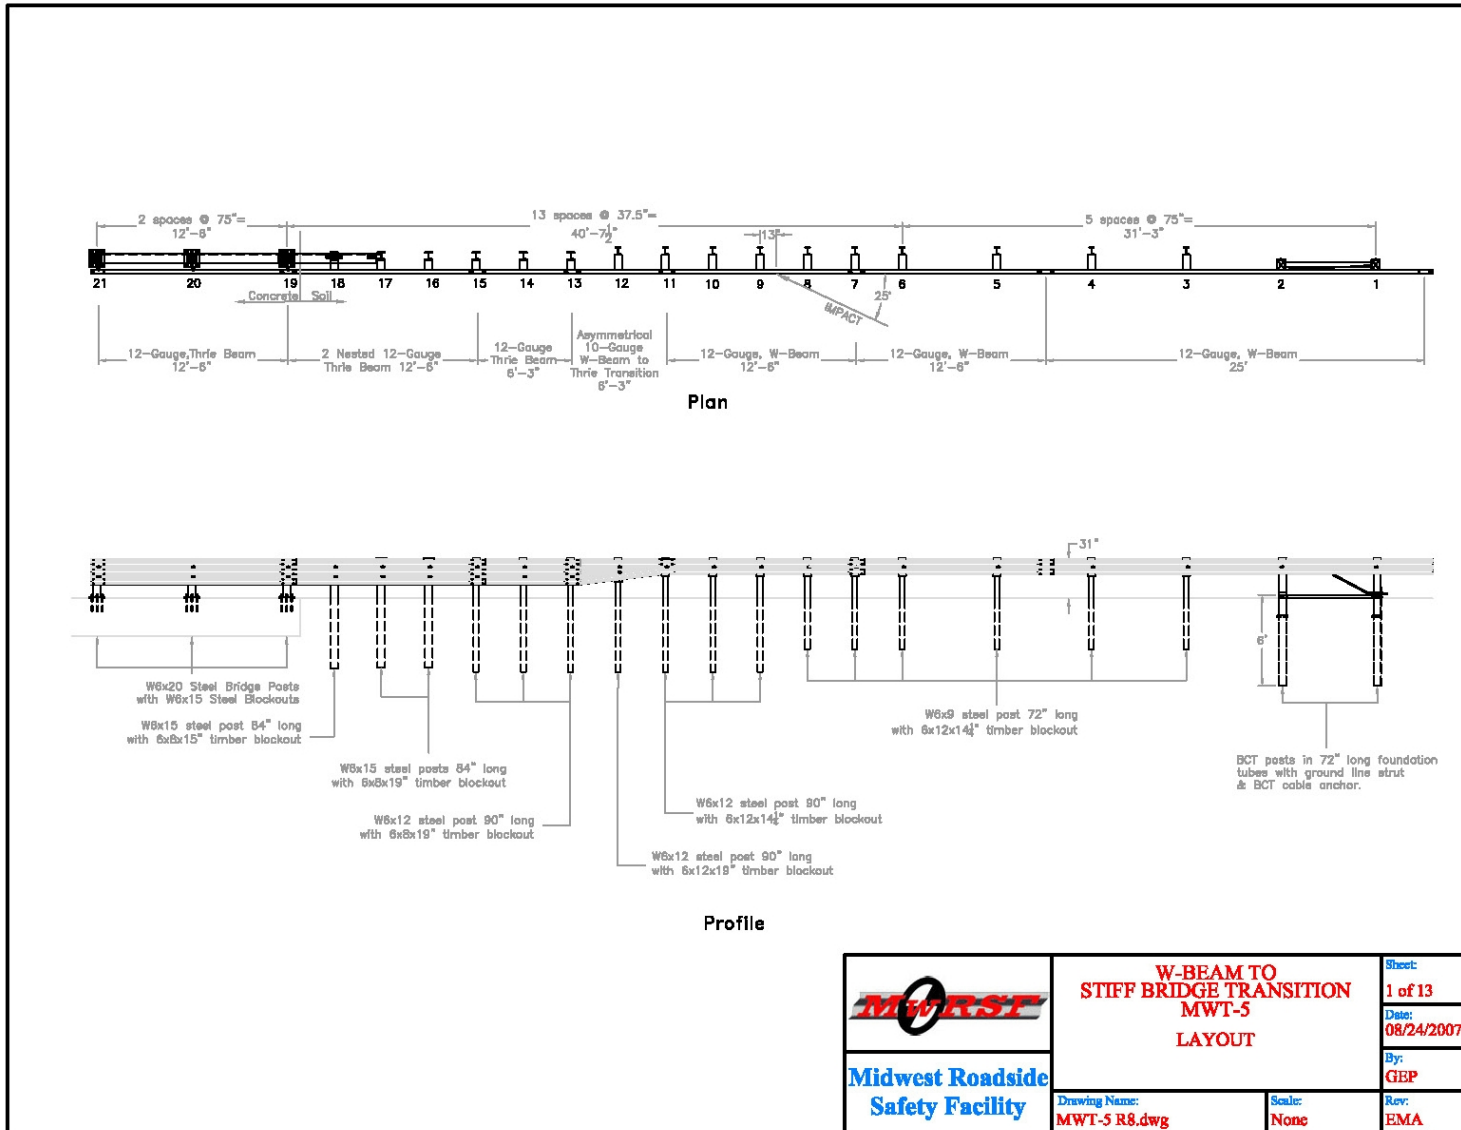 2 spaces @ 75"=
12'-6"
13 spaces @ 37.5"=
40'-7½"
5 spaces @ 75"=
31'-3"
13"
21 20 19 18 17 16 15 14 13 12 11 10 9 8 7 6 5 4 3 2 1
Concrete Soil
25'
IMPACT
12-Gauge, Thrie Beam
12'-6"
2 Nested 12-Gauge
Thrie Beam 12'-6"
12-Gauge
Thrie Beam
6'-3"
Asymmetrical
10-Gauge
W-Beam to
Thrie Transition
6'-3"
12-Gauge, W-Beam
12'-6"
12-Gauge, W-Beam
12'-6"
12-Gauge, W-Beam
25'
Plan
31"
6'
W6x20 Steel Bridge Posts
with W6x15 Steel Blockouts
W6x15 steel post 84" long
with 6x8x15" timber blockout
W6x15 steel posts 84" long
with 6x8x19" timber blockout
W6x12 steel post 90" long
with 6x8x19" timber blockout
W6x12 steel post 90" long
with 6x12x19" timber blockout
W6x12 steel post 90" long
with 6x12x14¼" timber blockout
W6x9 steel post 72" long
with 6x12x14¼" timber blockout
BCT posts in 72" long foundation
tubes with ground line strut
& BCT cable anchor.
Profile
MwRSF
Midwest Roadside
Safety Facility
W-BEAM TO
STIFF BRIDGE TRANSITION
MWT-5
LAYOUT
Drawing Name:
MWT-5 R8.dwg
Scale:
None
Sheet:
1 of 13
Date:
08/24/2007
By:
GEP
Rev:
EMA